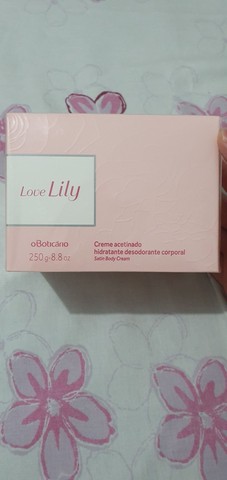 Love Lily
oBoticário
250 g-8.8 oz
Creme acetinado
hidratante desodorante corporal
Satin Body Cream